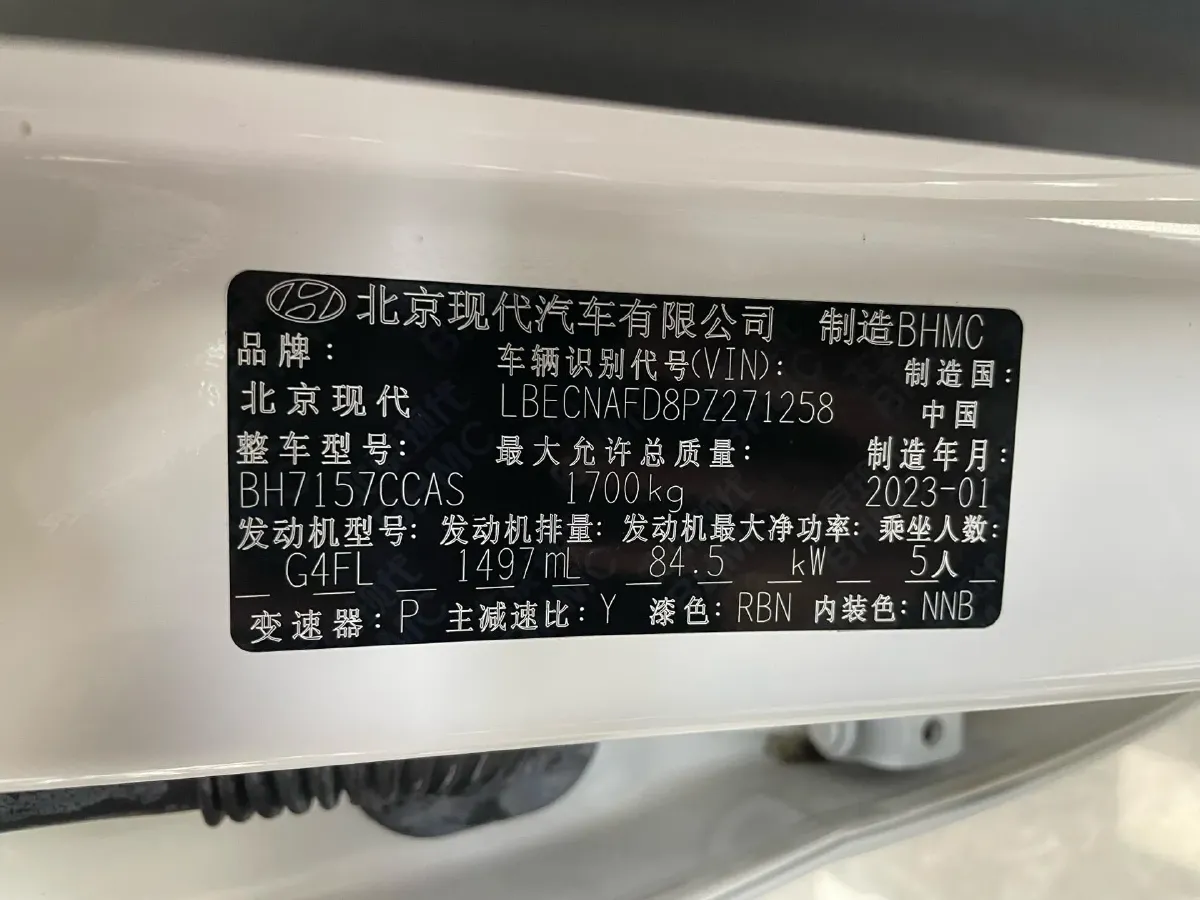 北京现代汽车有限公司 制造BHMC
品牌: 车辆识别代号(VIN): 制造国:
北京现代 LBECNAFD8PZ271258 中国
整车型号: 最大允许总质量: 制造年月:
BH7157CCAS 1700kg 2023-01
发动机型号: 发动机排量: 发动机最大净功率: 乘坐人数:
G4FL 1497mL 84.5 kW 5人
变速器: P 主减速比: Y 漆色: RBN 内装色: NNB